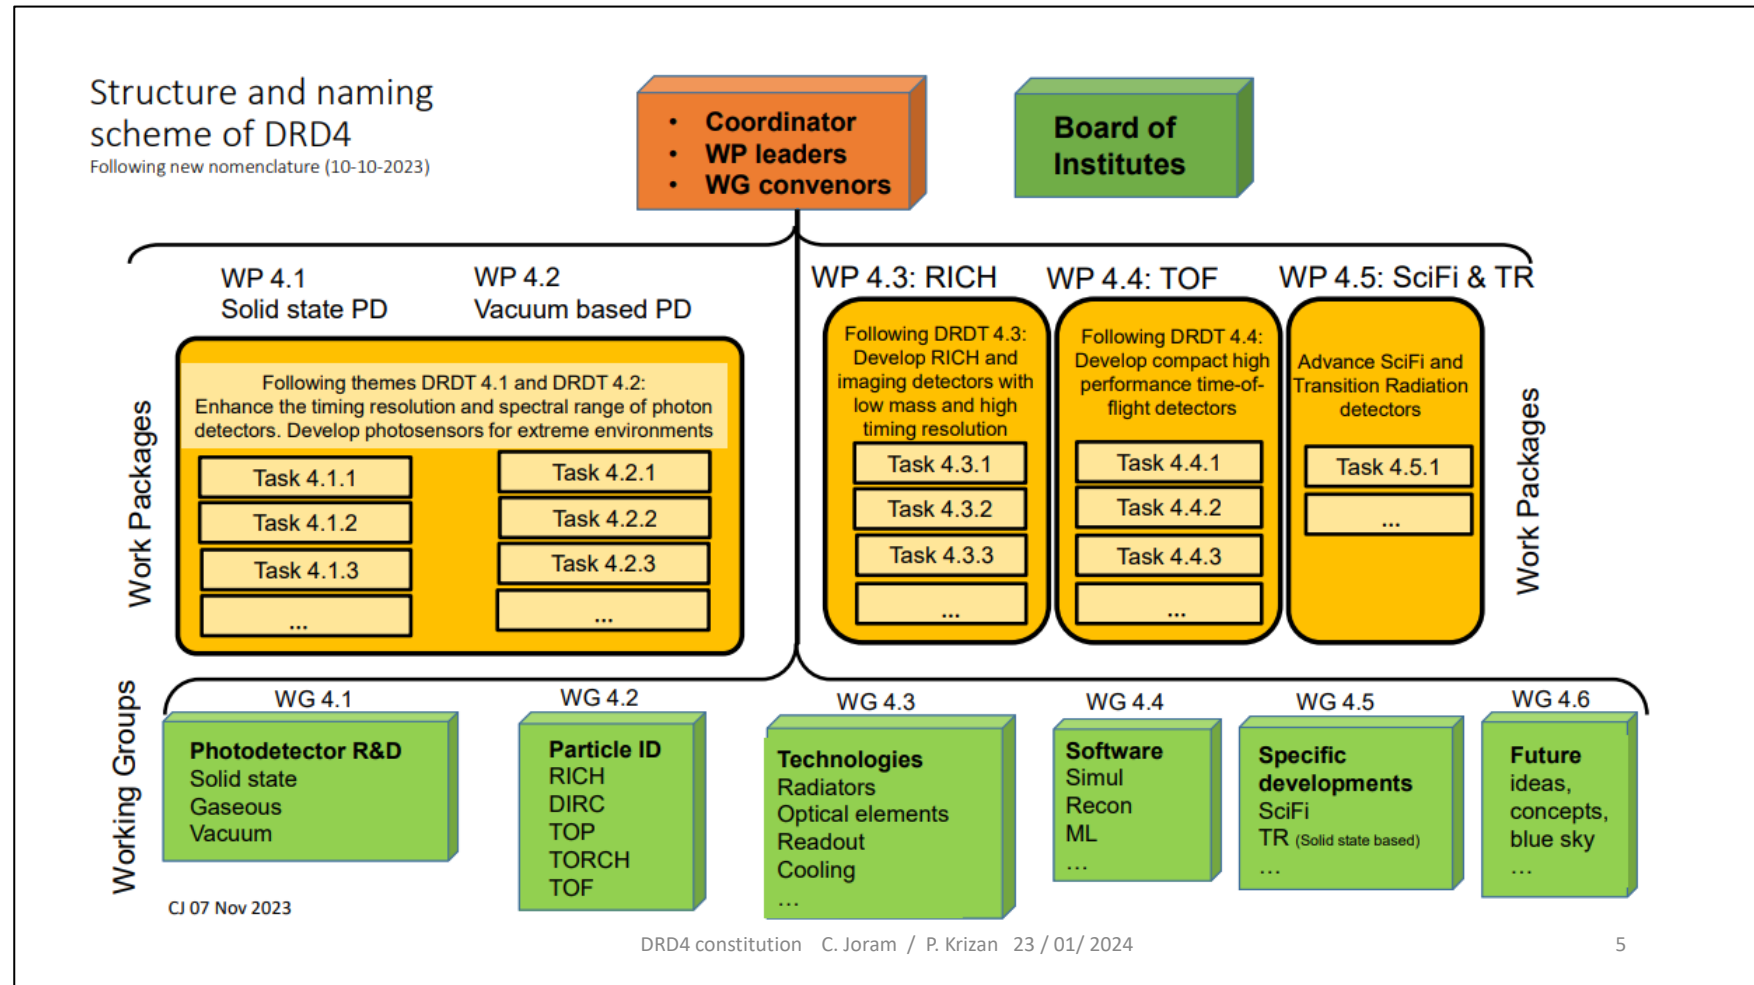 Structure and naming
scheme of DRD4
Following new nomenclature (10-10-2023)
• Coordinator
• WP leaders
• WG convenors
Board of
Institutes
WP 4.1
Solid state PD
WP 4.2
Vacuum based PD
WP 4.3: RICH
WP 4.4: TOF
WP 4.5: SciFi & TR
Work Packages
Following themes DRDT 4.1 and DRDT 4.2:
Enhance the timing resolution and spectral range of photon
detectors. Develop photosensors for extreme environments
Task 4.1.1
Task 4.1.2
Task 4.1.3
...
Task 4.2.1
Task 4.2.2
Task 4.2.3
...
Following DRDT 4.3:
Develop RICH and
imaging detectors with
low mass and high
timing resolution
Task 4.3.1
Task 4.3.2
Task 4.3.3
...
Following DRDT 4.4:
Develop compact high
performance time-of-
flight detectors
Task 4.4.1
Task 4.4.2
Task 4.4.3
...
Advance SciFi and
Transition Radiation
detectors
Task 4.5.1
...
Work Packages
Working Groups
WG 4.1
Photodetector R&D
Solid state
Gaseous
Vacuum
WG 4.2
Particle ID
RICH
DIRC
TOP
TORCH
TOF
WG 4.3
Technologies
Radiators
Optical elements
Readout
Cooling
...
WG 4.4
Software
Simul
Recon
ML
...
WG 4.5
Specific
developments
SciFi
TR (Solid state based)
...
WG 4.6
Future
ideas,
concepts,
blue sky
...
CJ 07 Nov 2023
DRD4 constitution C. Joram / P. Krizan 23 / 01/ 2024
5